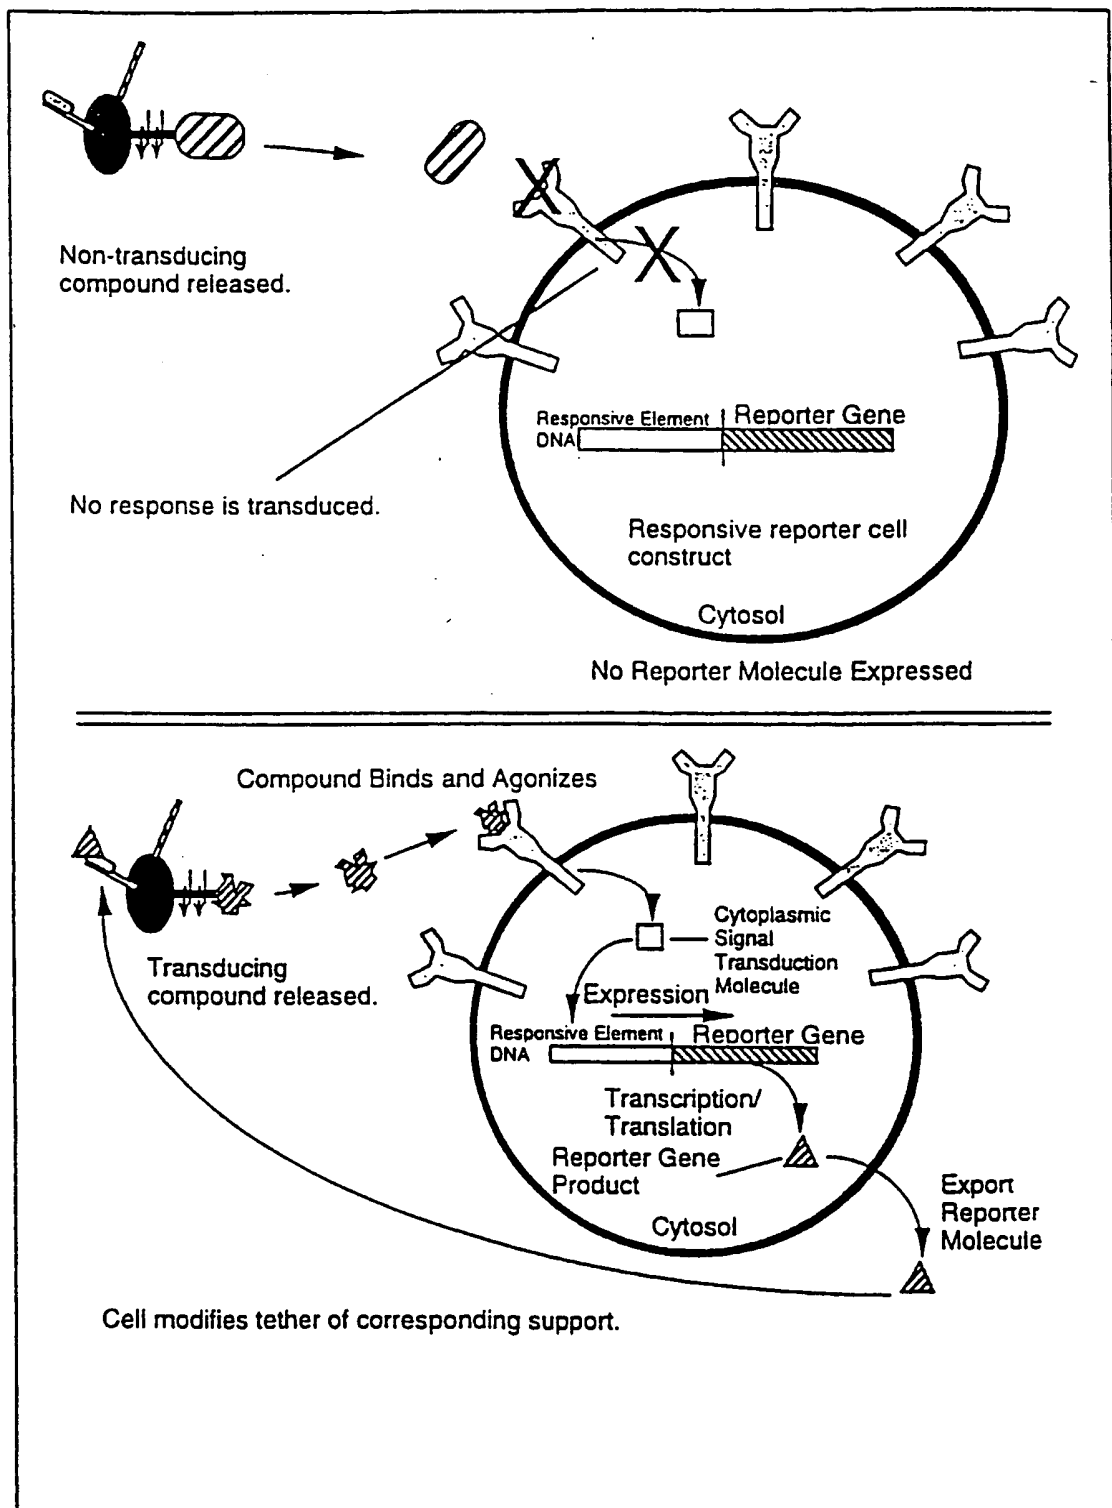 Non-transducing
compound released.
Responsive Element
Reporter Gene
DNA
No response is transduced.
Responsive reporter cell
construct
Cytosol
No Reporter Molecule Expressed
Compound Binds and Agonizes
Transducing
compound released.
Cytoplasmic
Signal
Transduction
Molecule
Expression
Responsive Element
Reporter Gene
DNA
Transcription/
Translation
Reporter Gene
Product
Cytosol
Export
Reporter
Molecule
Cell modifies tether of corresponding support.